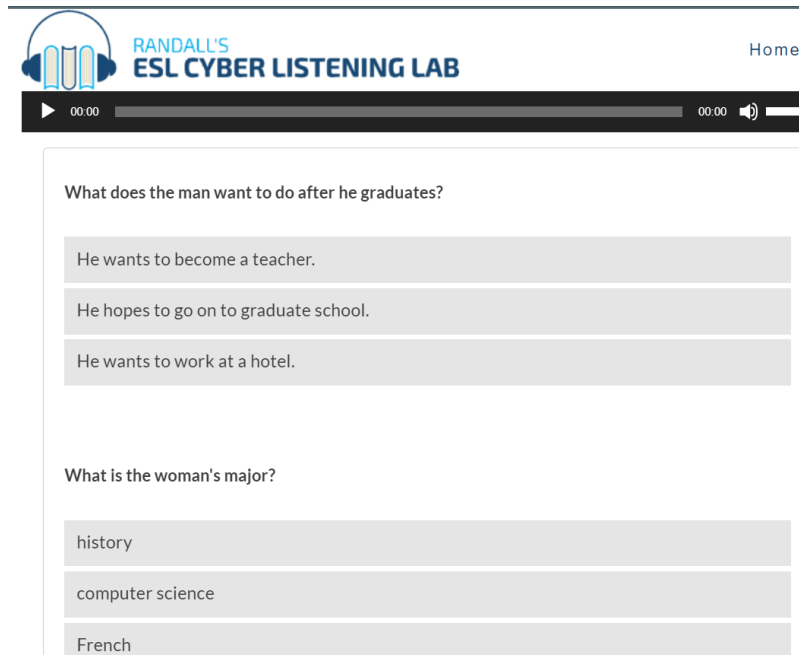 RANDALL'S
ESL CYBER LISTENING LAB
Home
00:00 00:00
What does the man want to do after he graduates?
He wants to become a teacher.
He hopes to go on to graduate school.
He wants to work at a hotel.
What is the woman's major?
history
computer science
French